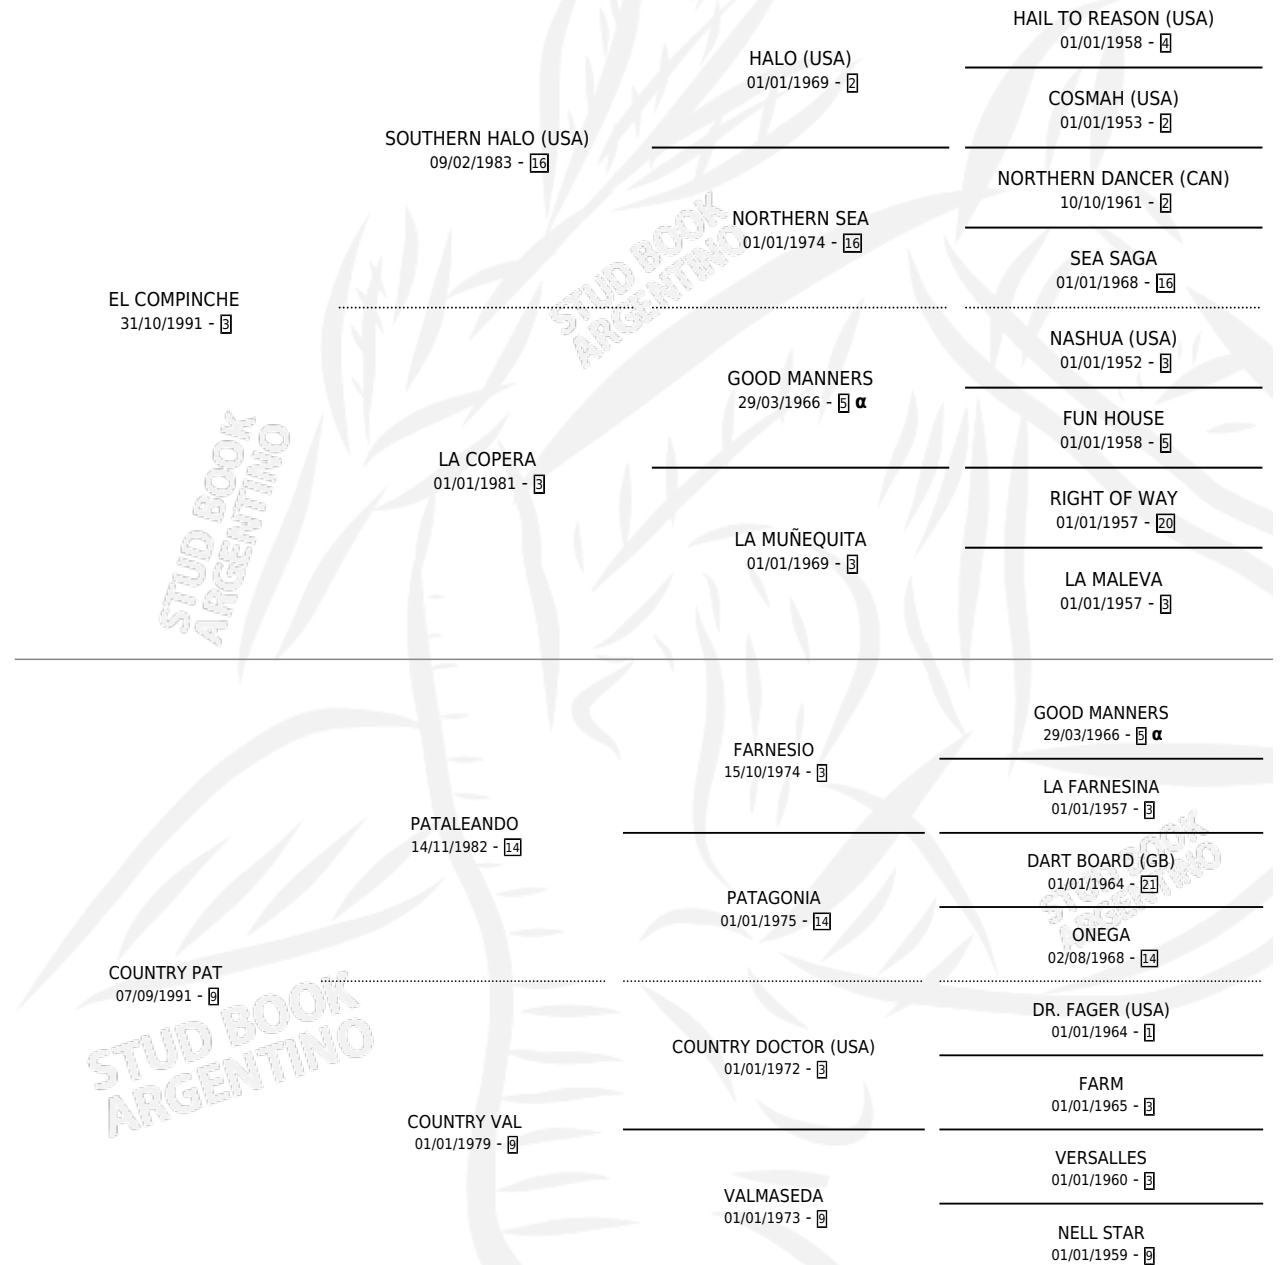 HAIL TO REASON (USA)
01/01/1958 - 4
HALO (USA)
01/01/1969 - 2
COSMAH (USA)
01/01/1953 - 2
SOUTHERN HALO (USA)
09/02/1983 - 16
NORTHERN DANCER (CAN)
10/10/1961 - 2
NORTHERN SEA
01/01/1974 - 16
SEA SAGA
01/01/1968 - 16
EL COMPINCHE
31/10/1991 - 3
NASHUA (USA)
01/01/1952 - 3
GOOD MANNERS
29/03/1966 - 5 α
FUN HOUSE
01/01/1958 - 5
LA COPERA
01/01/1981 - 3
RIGHT OF WAY
01/01/1957 - 20
LA MUÑEQUITA
01/01/1969 - 3
LA MALEVA
01/01/1957 - 3
GOOD MANNERS
29/03/1966 - 5 α
FARNESIO
15/10/1974 - 3
LA FARNESINA
01/01/1957 - 3
PATALEANDO
14/11/1982 - 14
DART BOARD (GB)
01/01/1964 - 21
PATAGONIA
01/01/1975 - 14
ONEGA
02/08/1968 - 14
COUNTRY PAT
07/09/1991 - 9
DR. FAGER (USA)
01/01/1964 - 1
COUNTRY DOCTOR (USA)
01/01/1972 - 3
FARM
01/01/1965 - 3
COUNTRY VAL
01/01/1979 - 9
VERSALLES
01/01/1960 - 3
VALMASEDA
01/01/1973 - 9
NELL STAR
01/01/1959 - 9
STUD BOOK
ARGENTINO
STUD BOOK
ARGENTINO
STUD BOOK
ARGENTINO
STUD BOOK
ARGENTINO